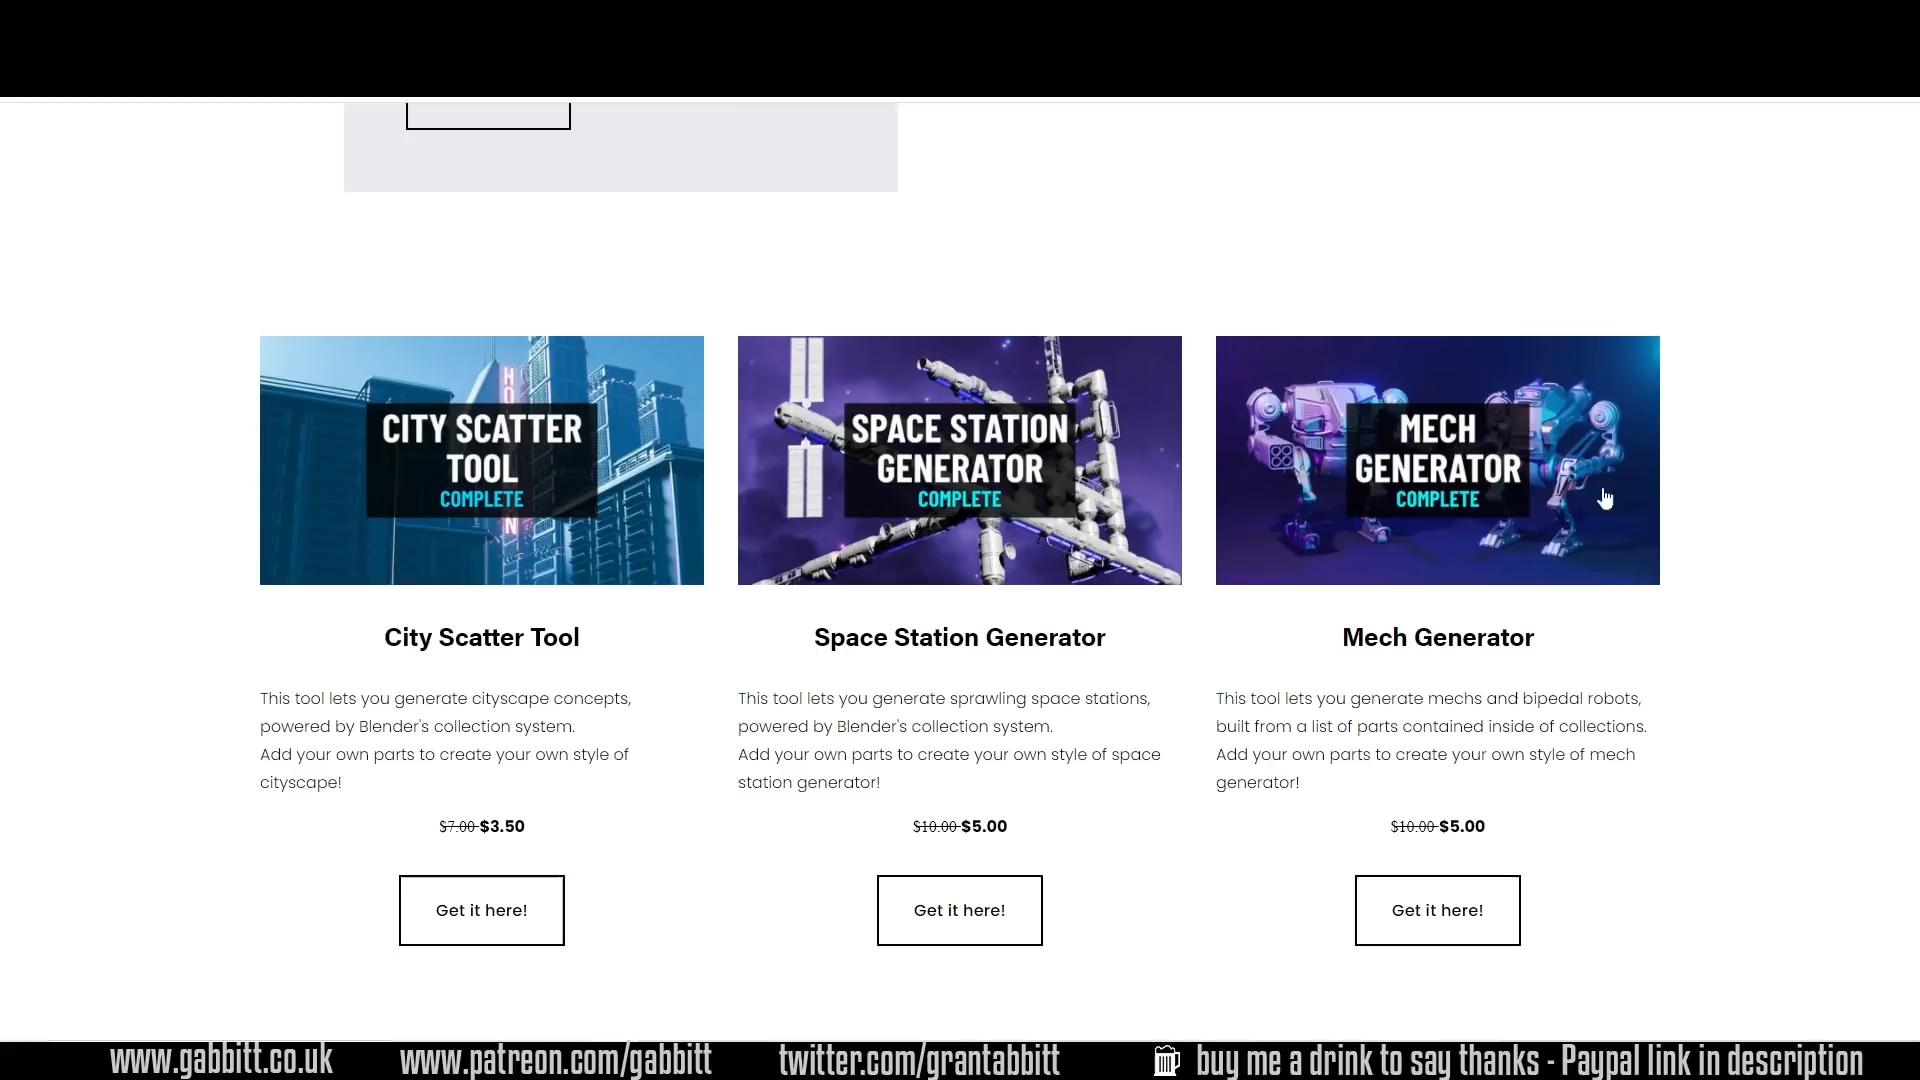 CITY SCATTER
TOOL
COMPLETE
SPACE STATION
GENERATOR
COMPLETE
MECH
GENERATOR
COMPLETE
City Scatter Tool
Space Station Generator
Mech Generator
This tool lets you generate cityscape concepts,
powered by Blender's collection system.
Add your own parts to create your own style of
cityscape!
This tool lets you generate sprawling space stations,
powered by Blender's collection system.
Add your own parts to create your own style of space
station generator!
This tool lets you generate mechs and bipedal robots,
built from a list of parts contained inside of collections.
Add your own parts to create your own style of mech
generator!
$7.00 $3.50
$10.00 $5.00
$10.00 $5.00
Get it here!
Get it here!
Get it here!
www.gabbitt.co.uk www.patreon.com/gabbitt twitter.com/grantabbitt buy me a drink to say thanks - Paypal link in description